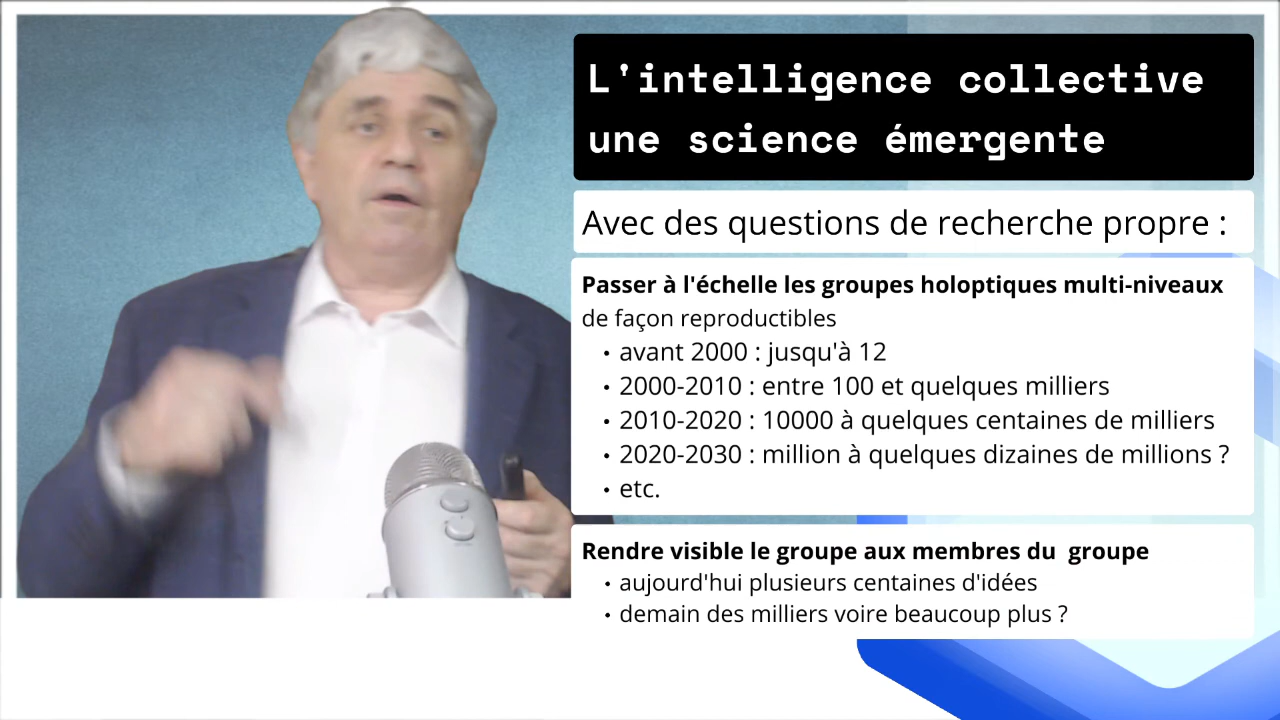 L'intelligence collective
une science émergente
Avec des questions de recherche propre :
Passer à l'échelle les groupes holoptiques multi-niveaux
de façon reproductibles
• avant 2000 : jusqu'à 12
• 2000-2010 : entre 100 et quelques milliers
• 2010-2020 : 10000 à quelques centaines de milliers
• 2020-2030 : million à quelques dizaines de millions ?
• etc.
Rendre visible le groupe aux membres du  groupe
• aujourd'hui plusieurs centaines d'idées
• demain des milliers voire beaucoup plus ?